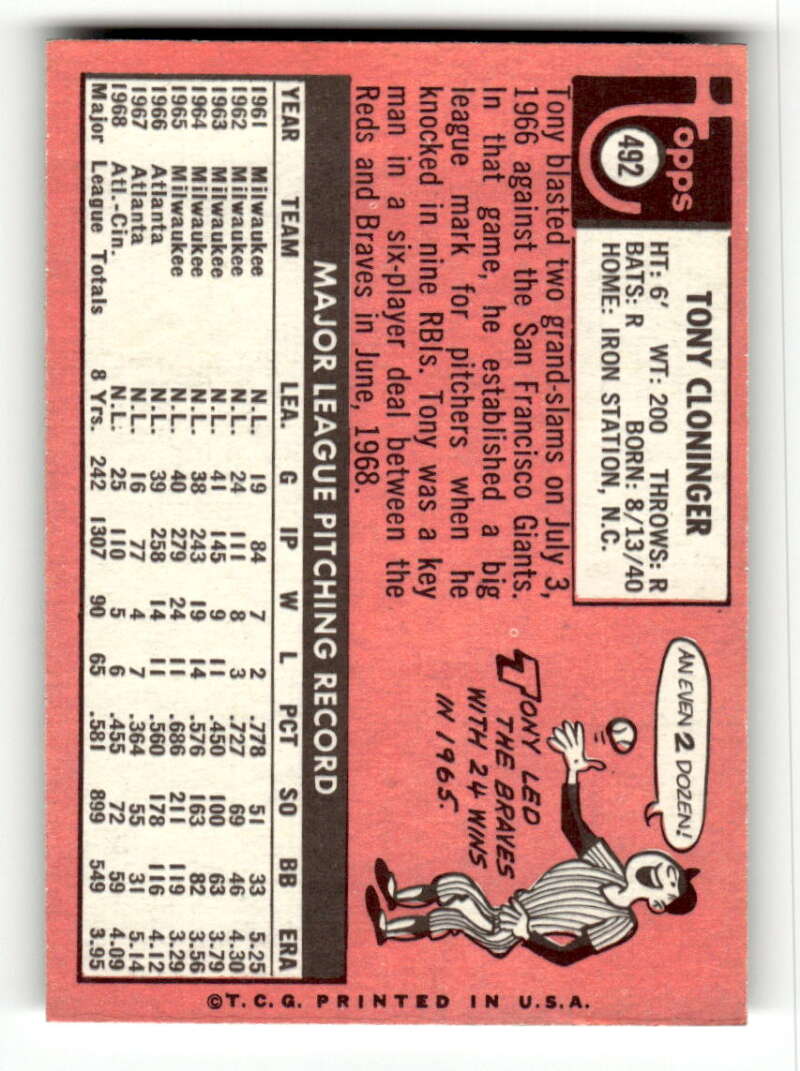 Topps
492
TONY CLONINGER
HT: 6' WT: 200 THROWS: R
BATS: R BORN: 8/13/40
HOME: IRON STATION, N.C.
Tony blasted two grand-slams on July 3,
1966 against the San Francisco Giants.
In that game, he established a big
league mark for pitchers when he
knocked in nine RBIs. Tony was a key
man in a six-player deal between the
Reds and Braves in June, 1968.
AN EVEN 2 DOZEN!
TONY LED
THE BRAVES
WITH 24 WINS
IN 1965.
MAJOR LEAGUE PITCHING RECORD
YEAR TEAM LEA. G IP W L PCT SO BB ERA
1961 Milwaukee N.L. 19 84 7 2 .778 51 33 5.25
1962 Milwaukee N.L. 24 111 8 3 .727 69 46 4.30
1963 Milwaukee N.L. 41 145 9 11 .450 100 63 3.79
1964 Milwaukee N.L. 38 243 19 14 .576 163 82 3.56
1965 Milwaukee N.L. 40 279 24 11 .686 211 119 3.29
1966 Atlanta N.L. 39 258 14 11 .560 178 116 4.12
1967 Atlanta N.L. 16 77 4 7 .364 55 31 5.14
1968 Atl.-Cin. N.L. 25 110 5 6 .455 72 59 4.09
Major League Totals 8 Yrs. 242 1307 90 65 .581 899 549 3.95
©T.C.G. PRINTED IN U.S.A.